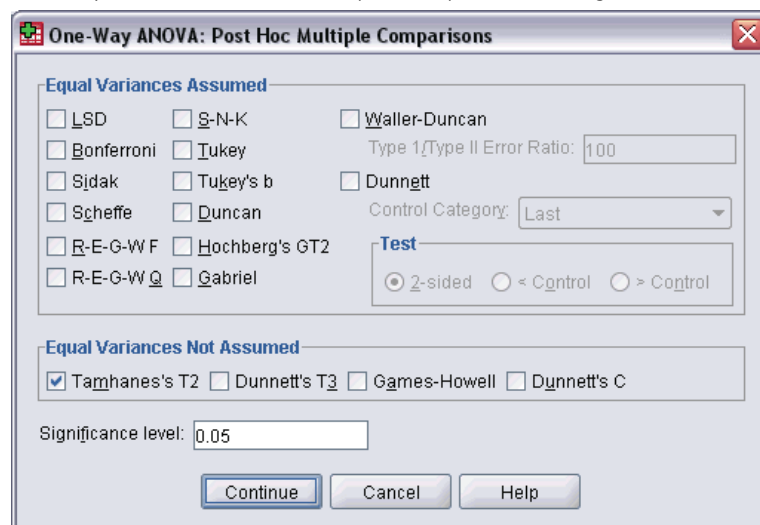 One-Way ANOVA: Post Hoc Multiple Comparisons
Equal Variances Assumed
LSD S-N-K Waller-Duncan
Bonferroni Tukey Type 1/Type II Error Ratio: 100
Sidak Tukey's b Dunnett
Scheffe Duncan Control Category: Last
R-E-G-W F Hochberg's GT2 Test
R-E-G-W Q Gabriel 2-sided < Control > Control
Equal Variances Not Assumed
Tamhanes's T2 Dunnett's T3 Games-Howell Dunnett's C
Significance level: 0.05
Continue Cancel Help